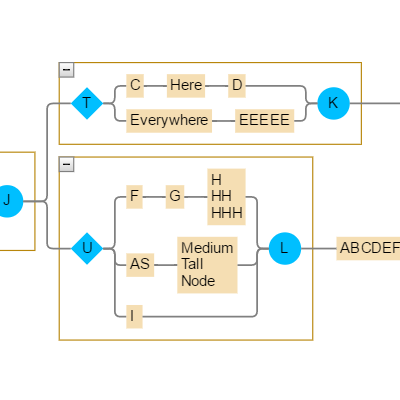 T
C
Here
D
K
Everywhere
EEEEE
J
U
F
G
H
HH
HHH
AS
Medium
Tall
Node
I
L
ABCDEF